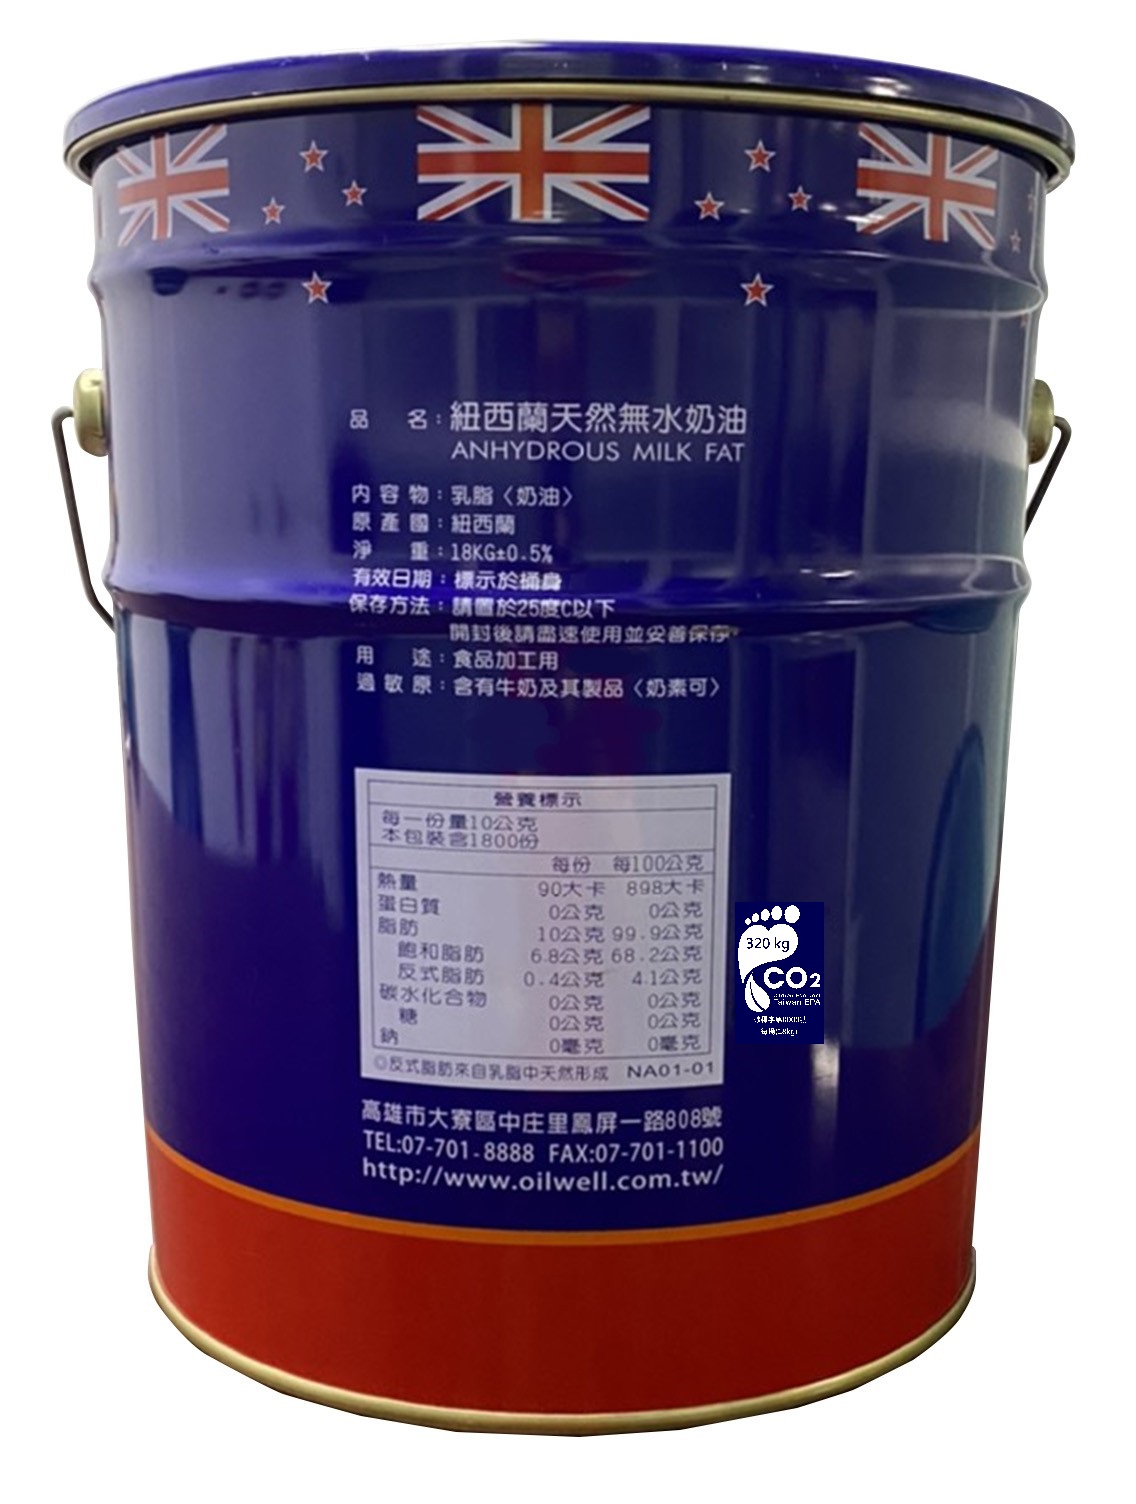 品 名：紐西蘭天然無水奶油
ANHYDROUS MILK FAT
內容物：乳脂〈奶油〉
原產國：紐西蘭
淨 重：18KG±0.5%
有效日期：標示於桶身
保存方法：請置於25度C以下
開封後請盡速使用並妥善保存
用 途：食品加工用
過敏原：含有牛奶及其製品〈奶素可〉
營養標示
每一份量10公克
本包裝含1800份
每份 每100公克
熱量 90大卡 898大卡
蛋白質 0公克 0公克
脂肪 10公克 99.9公克
飽和脂肪 6.8公克 68.2公克
反式脂肪 0.4公克 4.1公克
碳水化合物 0公克 0公克
糖 0公克 0公克
鈉 0毫克 0毫克
◎反式脂肪來自乳脂中天然形成 NA01-01
320 kg
CO2
Taiwan EPA
高雄市大寮區中庄里鳳屏一路808號
TEL:07-701-8888 FAX:07-701-1100
http://www.oilwell.com.tw/